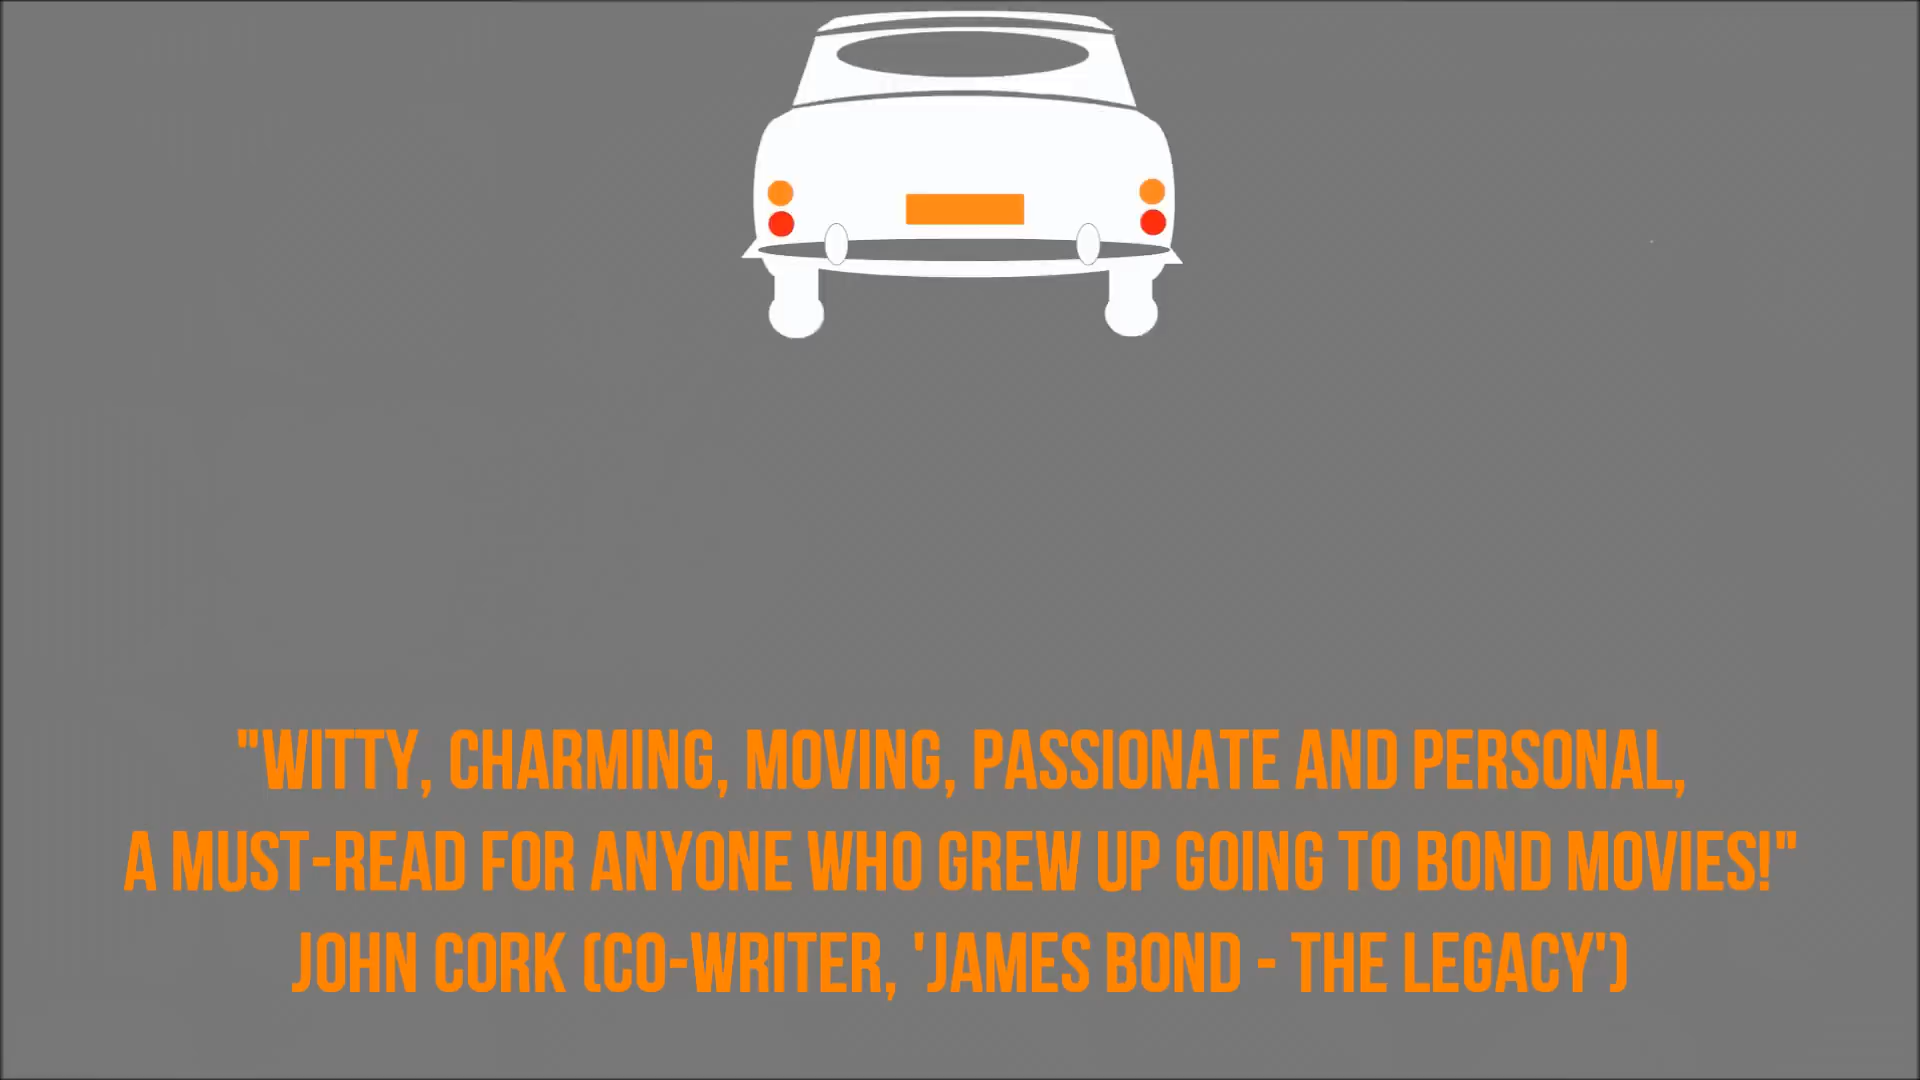 "WITTY, CHARMING, MOVING, PASSIONATE AND PERSONAL,
A MUST-READ FOR ANYONE WHO GREW UP GOING TO BOND MOVIES!"
JOHN CORK (CO-WRITER, 'JAMES BOND - THE LEGACY')